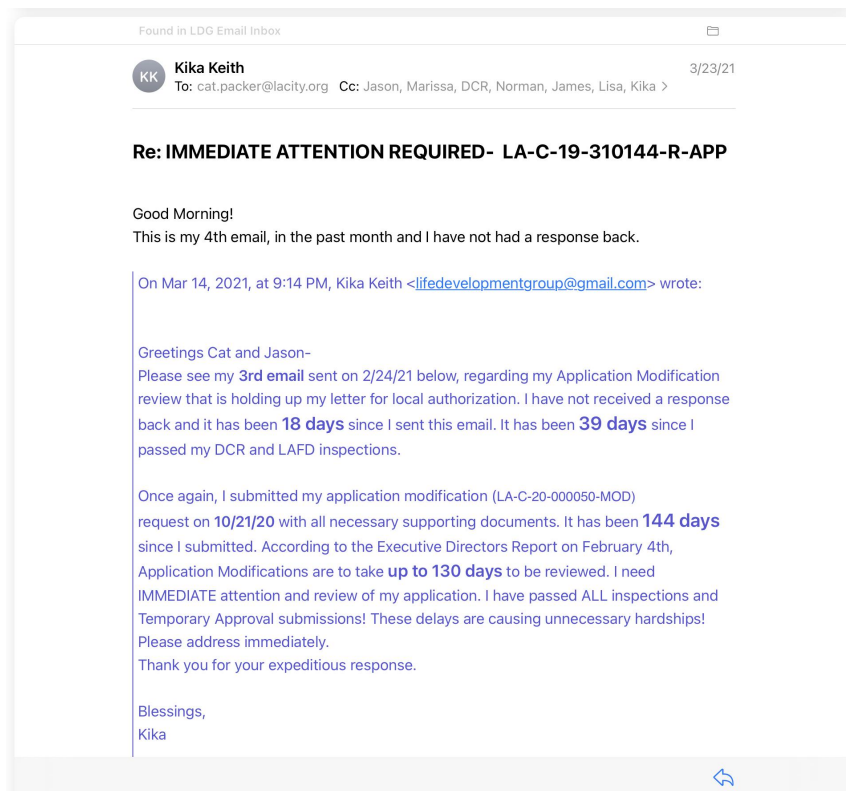 Found in LDG Email Inbox
KK
Kika Keith
3/23/21
To: cat.packer@lacity.org Cc: Jason, Marissa, DCR, Norman, James, Lisa, Kika >
Re: IMMEDIATE ATTENTION REQUIRED- LA-C-19-310144-R-APP
Good Morning!
This is my 4th email, in the past month and I have not had a response back.
On Mar 14, 2021, at 9:14 PM, Kika Keith <lifedevelopmentgroup@gmail.com> wrote:
Greetings Cat and Jason-
Please see my 3rd email sent on 2/24/21 below, regarding my Application Modification
review that is holding up my letter for local authorization. I have not received a response
back and it has been 18 days since I sent this email. It has been 39 days since I
passed my DCR and LAFD inspections.
Once again, I submitted my application modification (LA-C-20-000050-MOD)
request on 10/21/20 with all necessary supporting documents. It has been 144 days
since I submitted. According to the Executive Directors Report on February 4th,
Application Modifications are to take up to 130 days to be reviewed. I need
IMMEDIATE attention and review of my application. I have passed ALL inspections and
Temporary Approval submissions! These delays are causing unnecessary hardships!
Please address immediately.
Thank you for your expeditious response.
Blessings,
Kika